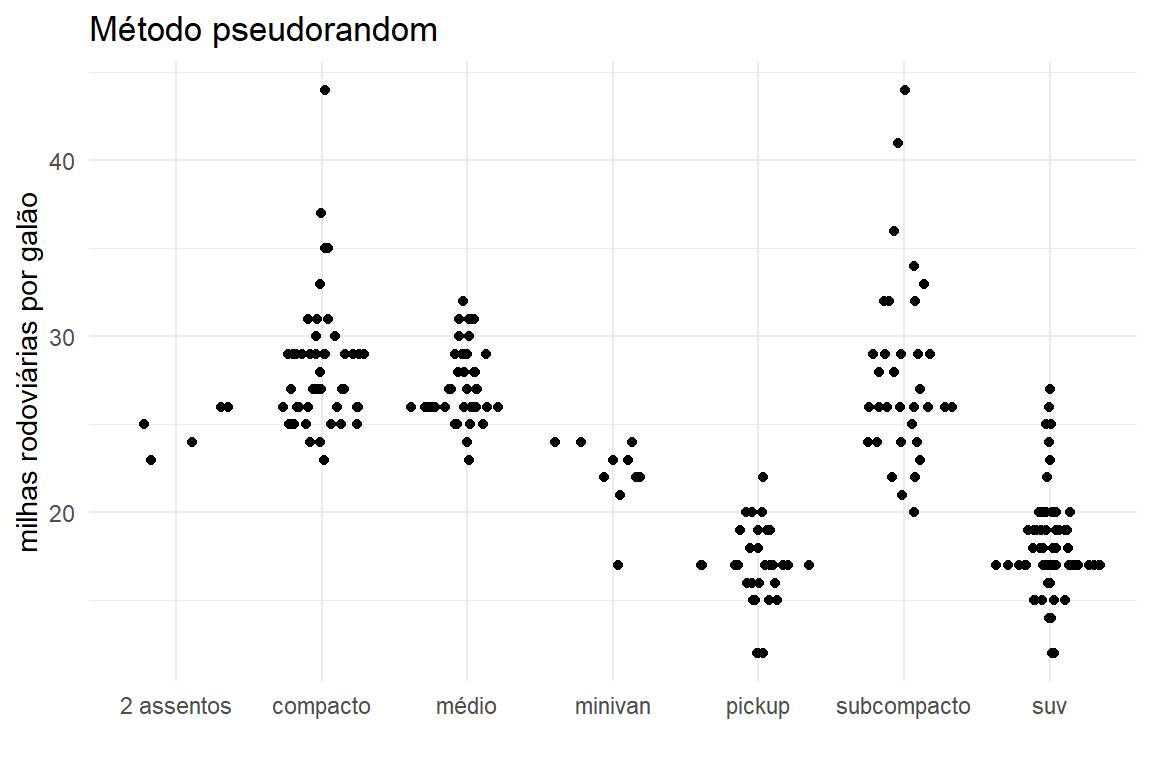 Método pseudorandom
milhas rodoviárias por galão
40
30
20
2 assentos
compacto
médio
minivan
pickup
subcompacto
suv